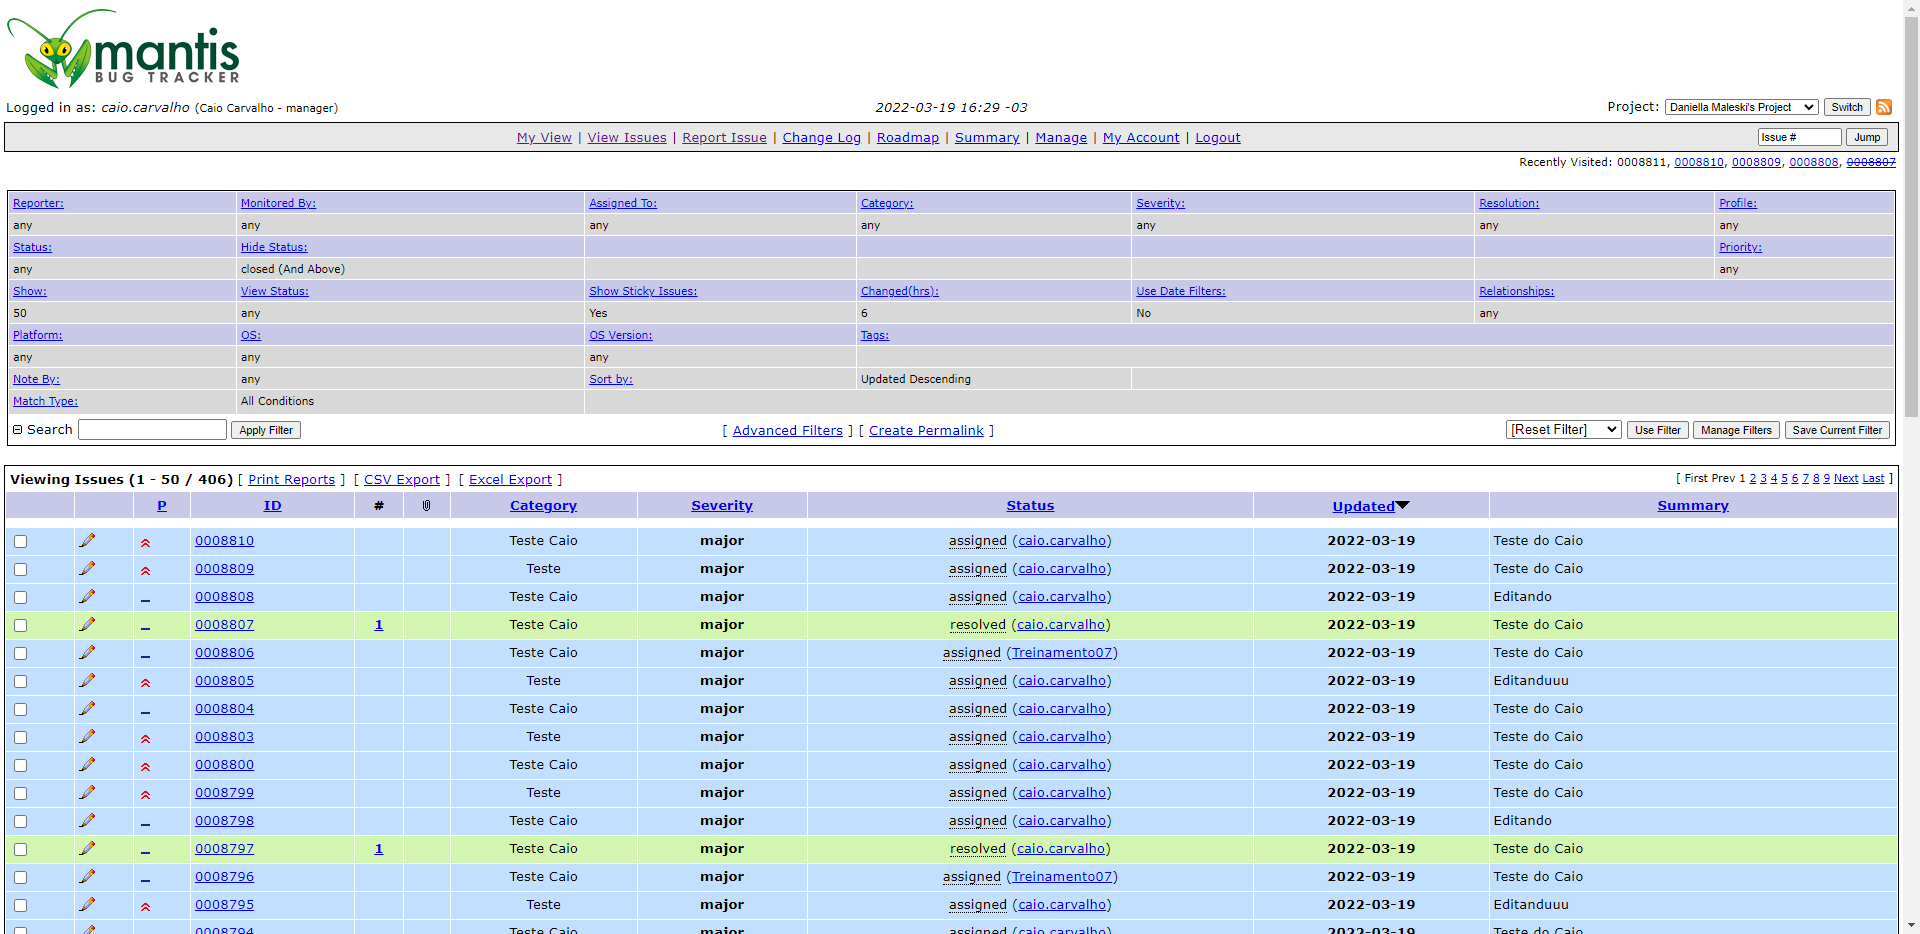 mantis
BUG TRACKER
Logged in as: caio.carvalho (Caio Carvalho - manager) 2022-03-19 16:29 -03 Project: Daniella Maleski's Project Switch
My View | View Issues | Report Issue | Change Log | Roadmap | Summary | Manage | My Account | Logout Issue # Jump
Recently Visited: 0008811, 0008810, 0008809, 0008808, 0008807
Reporter: Monitored By: Assigned To: Category: Severity: Resolution: Profile:
any any any any any any any
Status: Hide Status: Priority:
any closed (And Above) any
Show: View Status: Show Sticky Issues: Changed(hrs): Use Date Filters: Relationships:
50 any Yes 6 No any
Platform: OS: OS Version: Tags:
any any any
Note By: any Sort by: Updated Descending
Match Type: All Conditions
Search Apply Filter [ Advanced Filters ] [ Create Permalink ] [Reset Filter] Use Filter Manage Filters Save Current Filter
Viewing Issues (1 - 50 / 406) [ Print Reports ] [ CSV Export ] [ Excel Export ] [ First Prev 1 2 3 4 5 6 7 8 9 Next Last ]
P ID # Category Severity Status Updated Summary
0008810 Teste Caio major assigned (caio.carvalho) 2022-03-19 Teste do Caio
0008809 Teste major assigned (caio.carvalho) 2022-03-19 Teste do Caio
0008808 Teste Caio major assigned (caio.carvalho) 2022-03-19 Editando
0008807 1 Teste Caio major resolved (caio.carvalho) 2022-03-19 Teste do Caio
0008806 Teste Caio major assigned (Treinamento07) 2022-03-19 Teste do Caio
0008805 Teste major assigned (caio.carvalho) 2022-03-19 Editanduuu
0008804 Teste Caio major assigned (caio.carvalho) 2022-03-19 Teste do Caio
0008803 Teste major assigned (caio.carvalho) 2022-03-19 Teste do Caio
0008800 Teste Caio major assigned (caio.carvalho) 2022-03-19 Teste do Caio
0008799 Teste major assigned (caio.carvalho) 2022-03-19 Teste do Caio
0008798 Teste Caio major assigned (caio.carvalho) 2022-03-19 Editando
0008797 1 Teste Caio major resolved (caio.carvalho) 2022-03-19 Teste do Caio
0008796 Teste Caio major assigned (Treinamento07) 2022-03-19 Teste do Caio
0008795 Teste major assigned (caio.carvalho) 2022-03-19 Editanduuu
0008794 Teste Caio major assigned (caio.carvalho) 2022-03-19 Teste do Caio